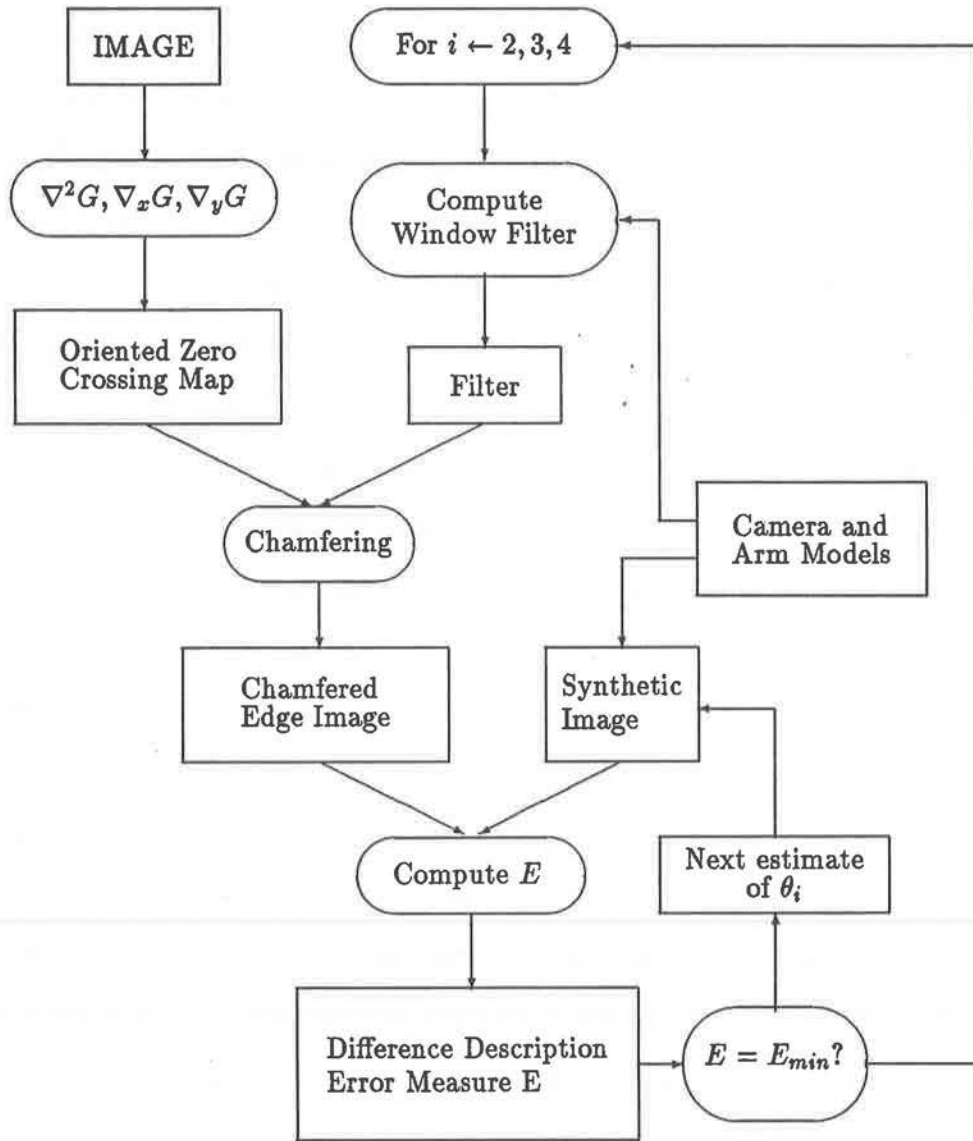 IMAGE
For i ← 2, 3, 4
∇²G, ∇ₓG, ∇_yG
Compute
Window Filter
Oriented Zero
Crossing Map
Filter
Chamfering
Camera and
Arm Models
Chamfered
Edge Image
Synthetic
Image
Compute E
Next estimate
of θᵢ
Difference Description
Error Measure E
E = E_min?